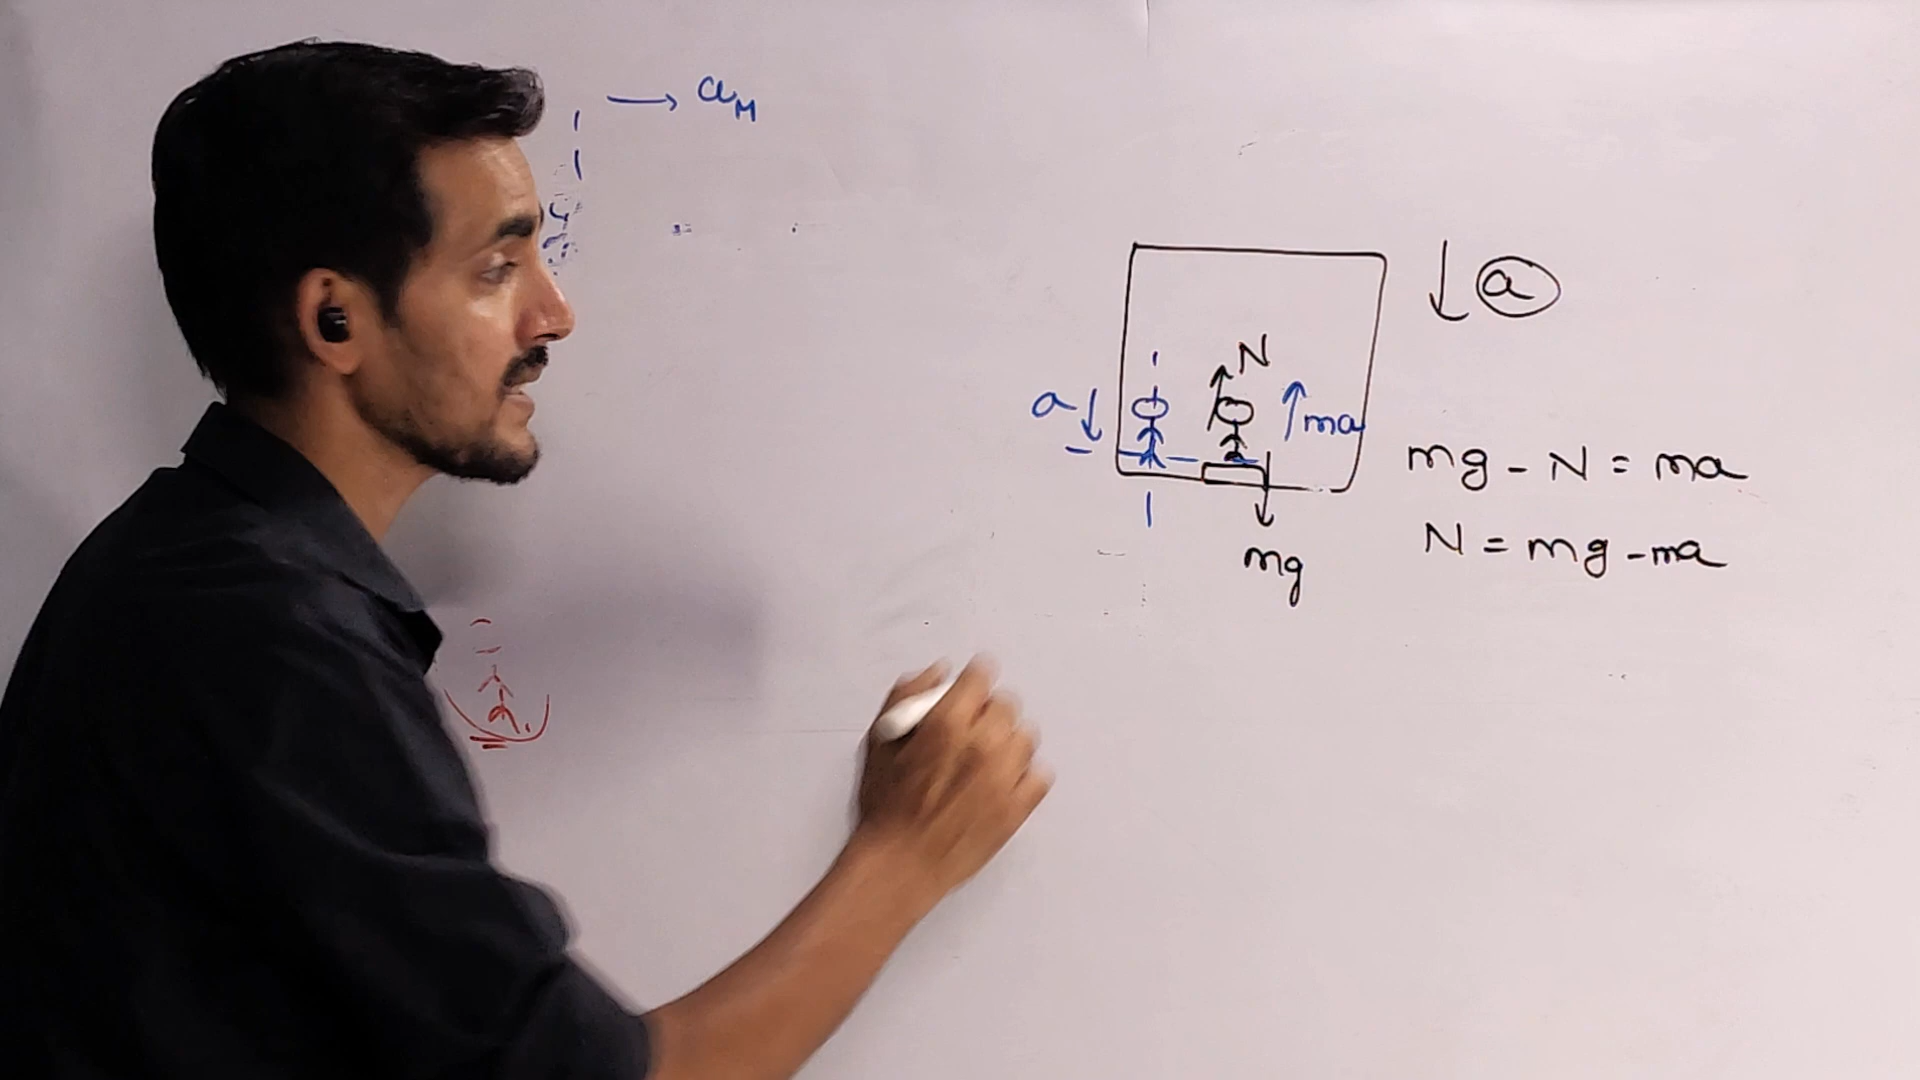 a_M
a
N
a
ma
mg - N = ma
N = mg - ma
mg